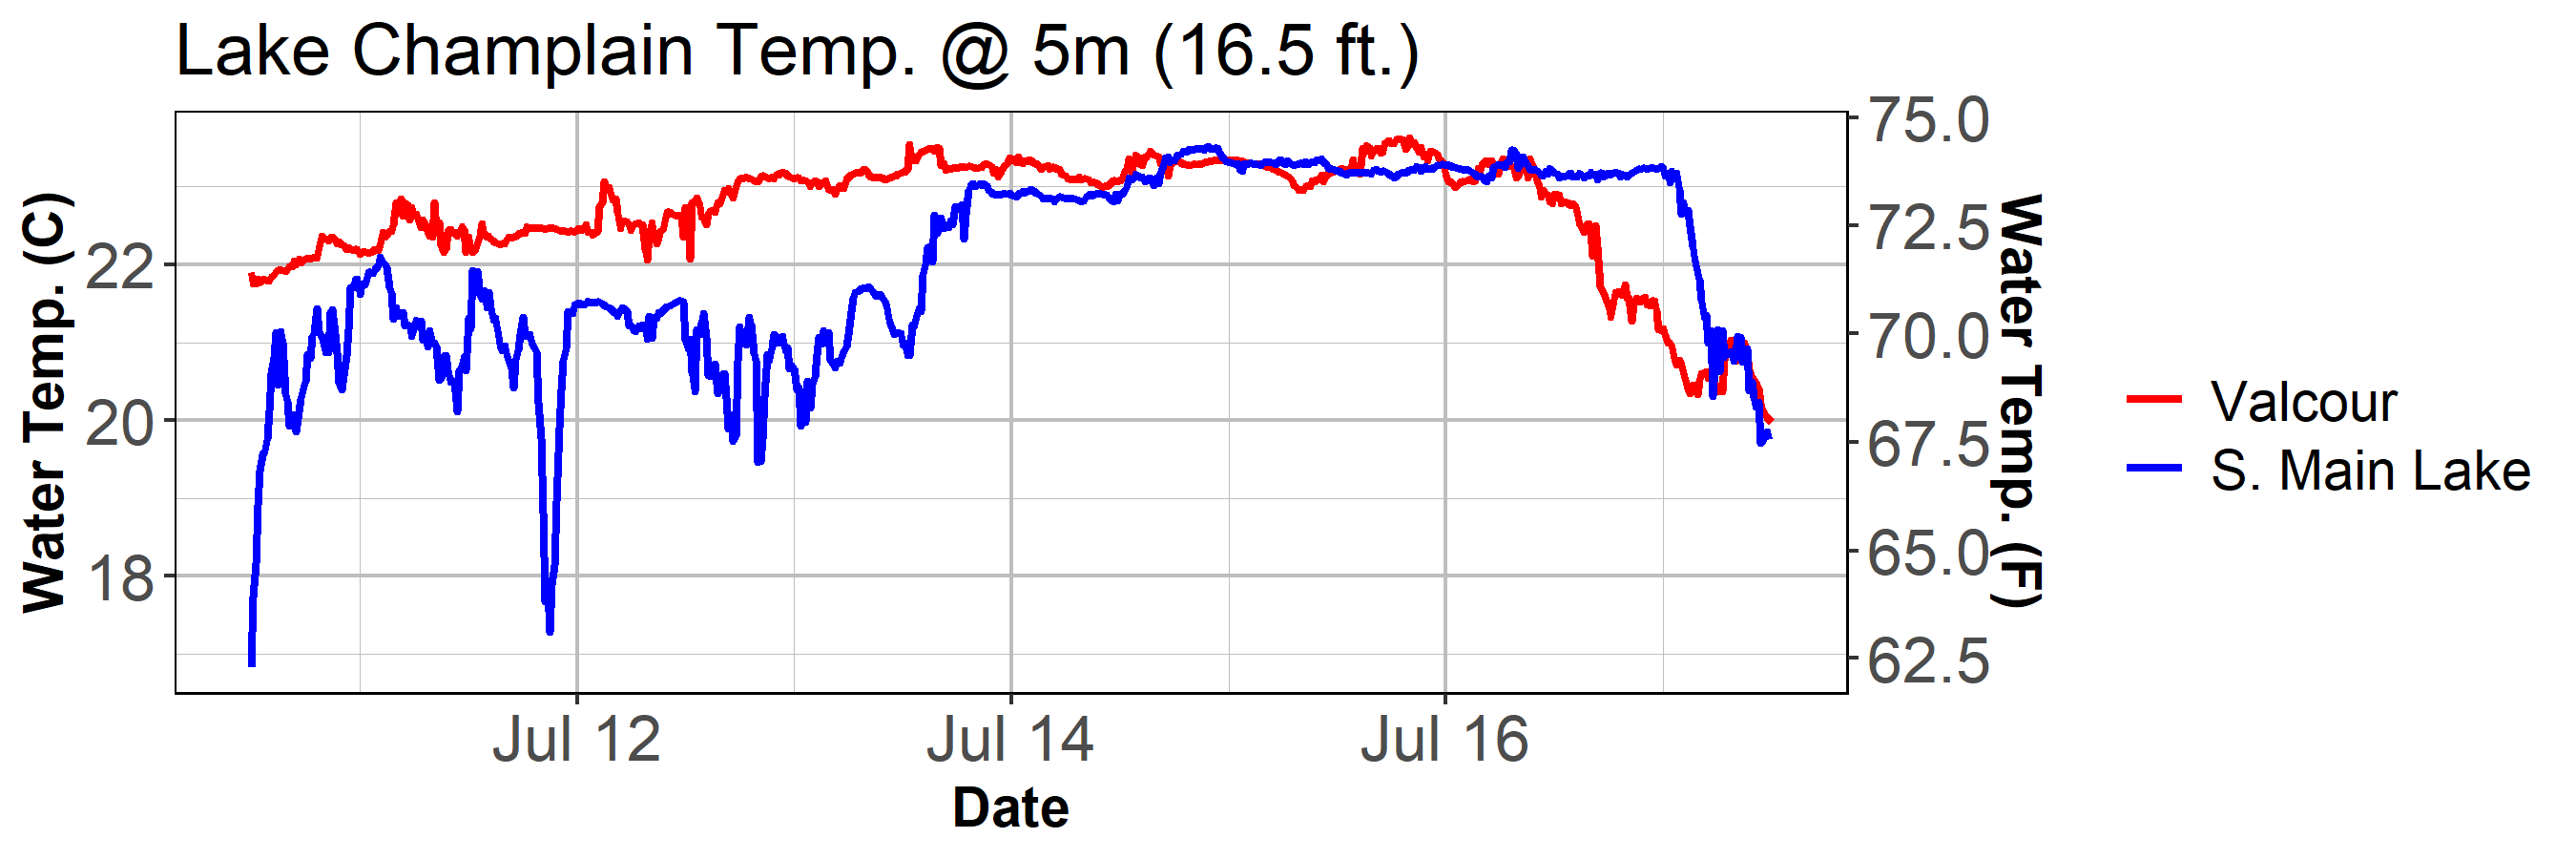 Lake Champlain Temp. @ 5m (16.5 ft.)
Water Temp. (C)
22
20
18
75.0
72.5
70.0
67.5
65.0
62.5
Water Temp. (F)
Jul 12
Jul 14
Jul 16
Date
Valcour
S. Main Lake